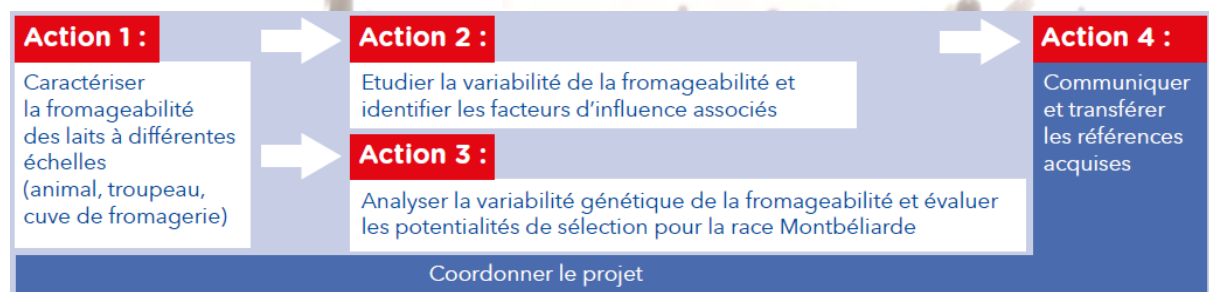 Action 1 :
Caractériser
la fromageabilité
des laits à différentes
échelles
(animal, troupeau,
cuve de fromagerie)
Action 2 :
Etudier la variabilité de la fromageabilité et
identifier les facteurs d'influence associés
Action 3 :
Analyser la variabilité génétique de la fromageabilité et évaluer
les potentialités de sélection pour la race Montbéliarde
Action 4 :
Communiquer
et transférer
les références
acquises
Coordonner le projet